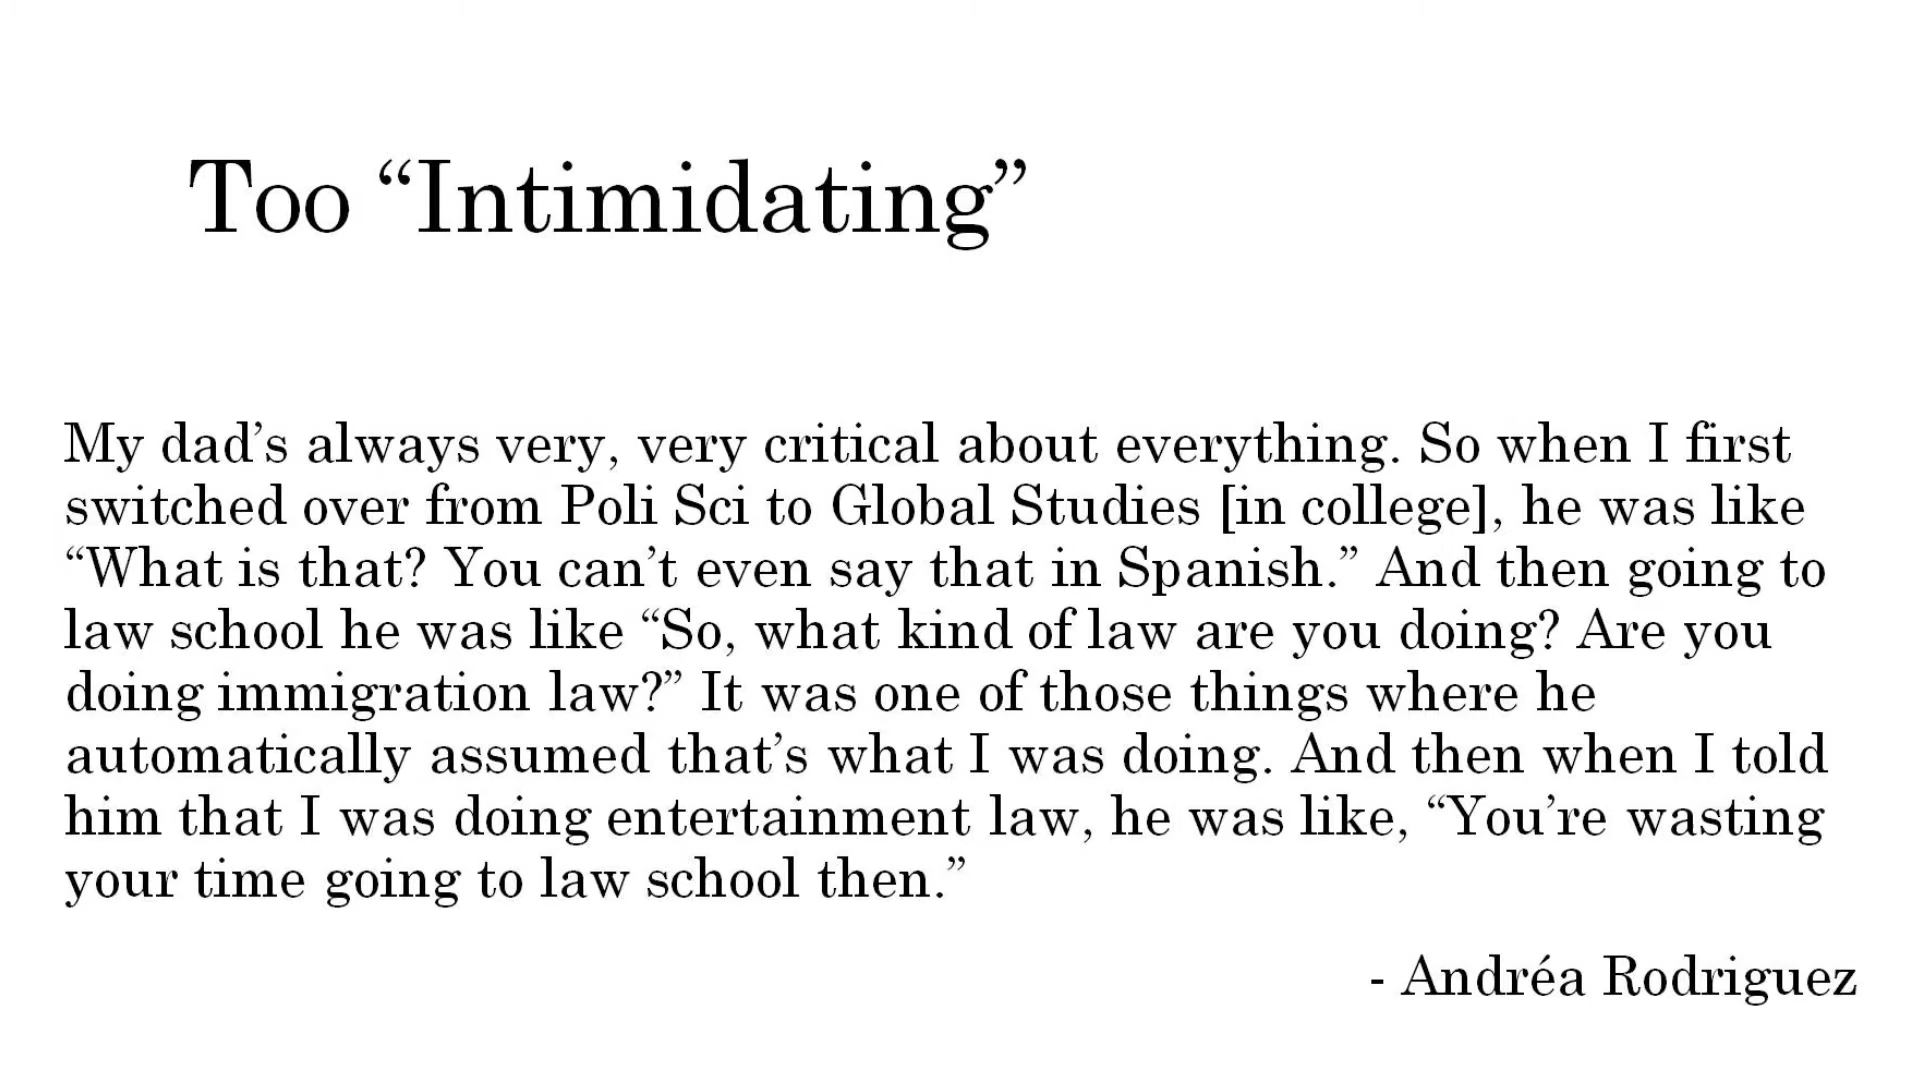 Too “Intimidating”
My dad’s always very, very critical about everything. So when I first
switched over from Poli Sci to Global Studies [in college], he was like
“What is that? You can’t even say that in Spanish.” And then going to
law school he was like “So, what kind of law are you doing? Are you
doing immigration law?” It was one of those things where he
automatically assumed that’s what I was doing. And then when I told
him that I was doing entertainment law, he was like, “You’re wasting
your time going to law school then.”
- Andréa Rodriguez